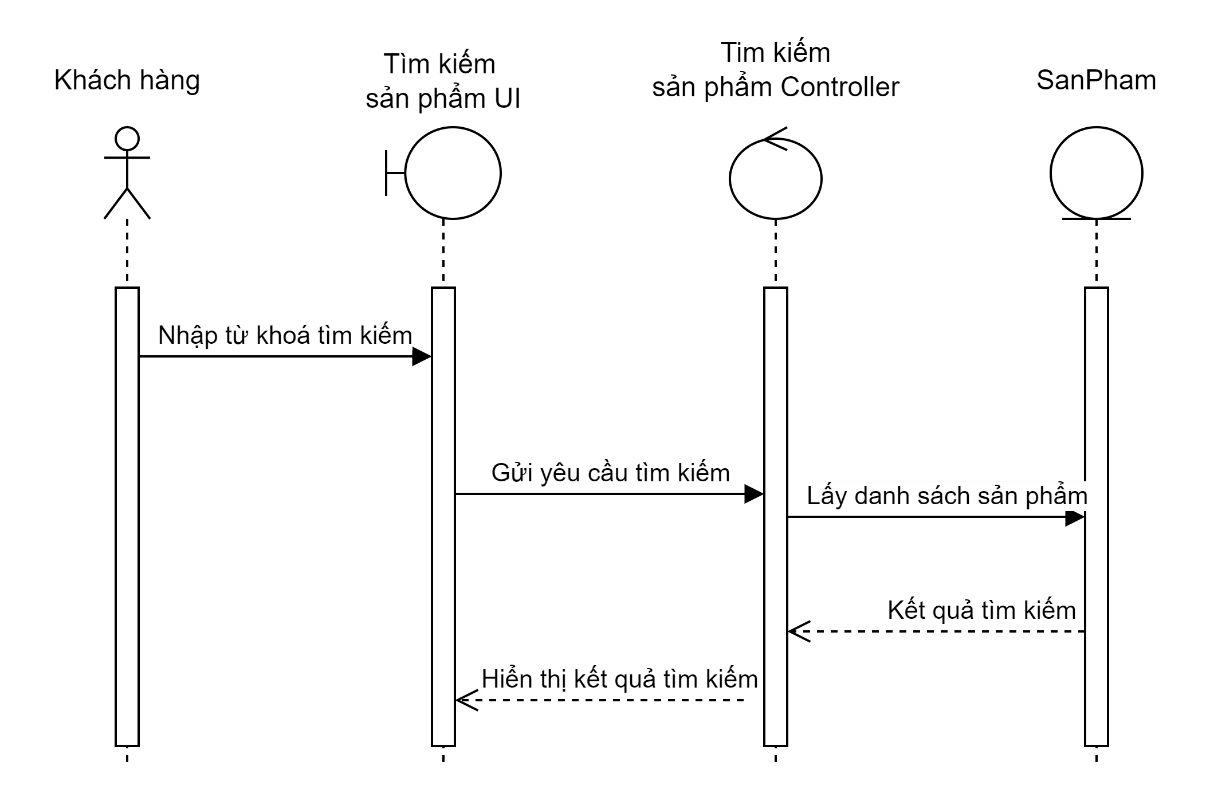 Khách hàng
Tìm kiếm
sản phẩm UI
Tim kiếm
sản phẩm Controller
SanPham
Nhập từ khoá tìm kiếm
Gửi yêu cầu tìm kiếm
Lấy danh sách sản phẩm
Kết quả tìm kiếm
Hiển thị kết quả tìm kiếm